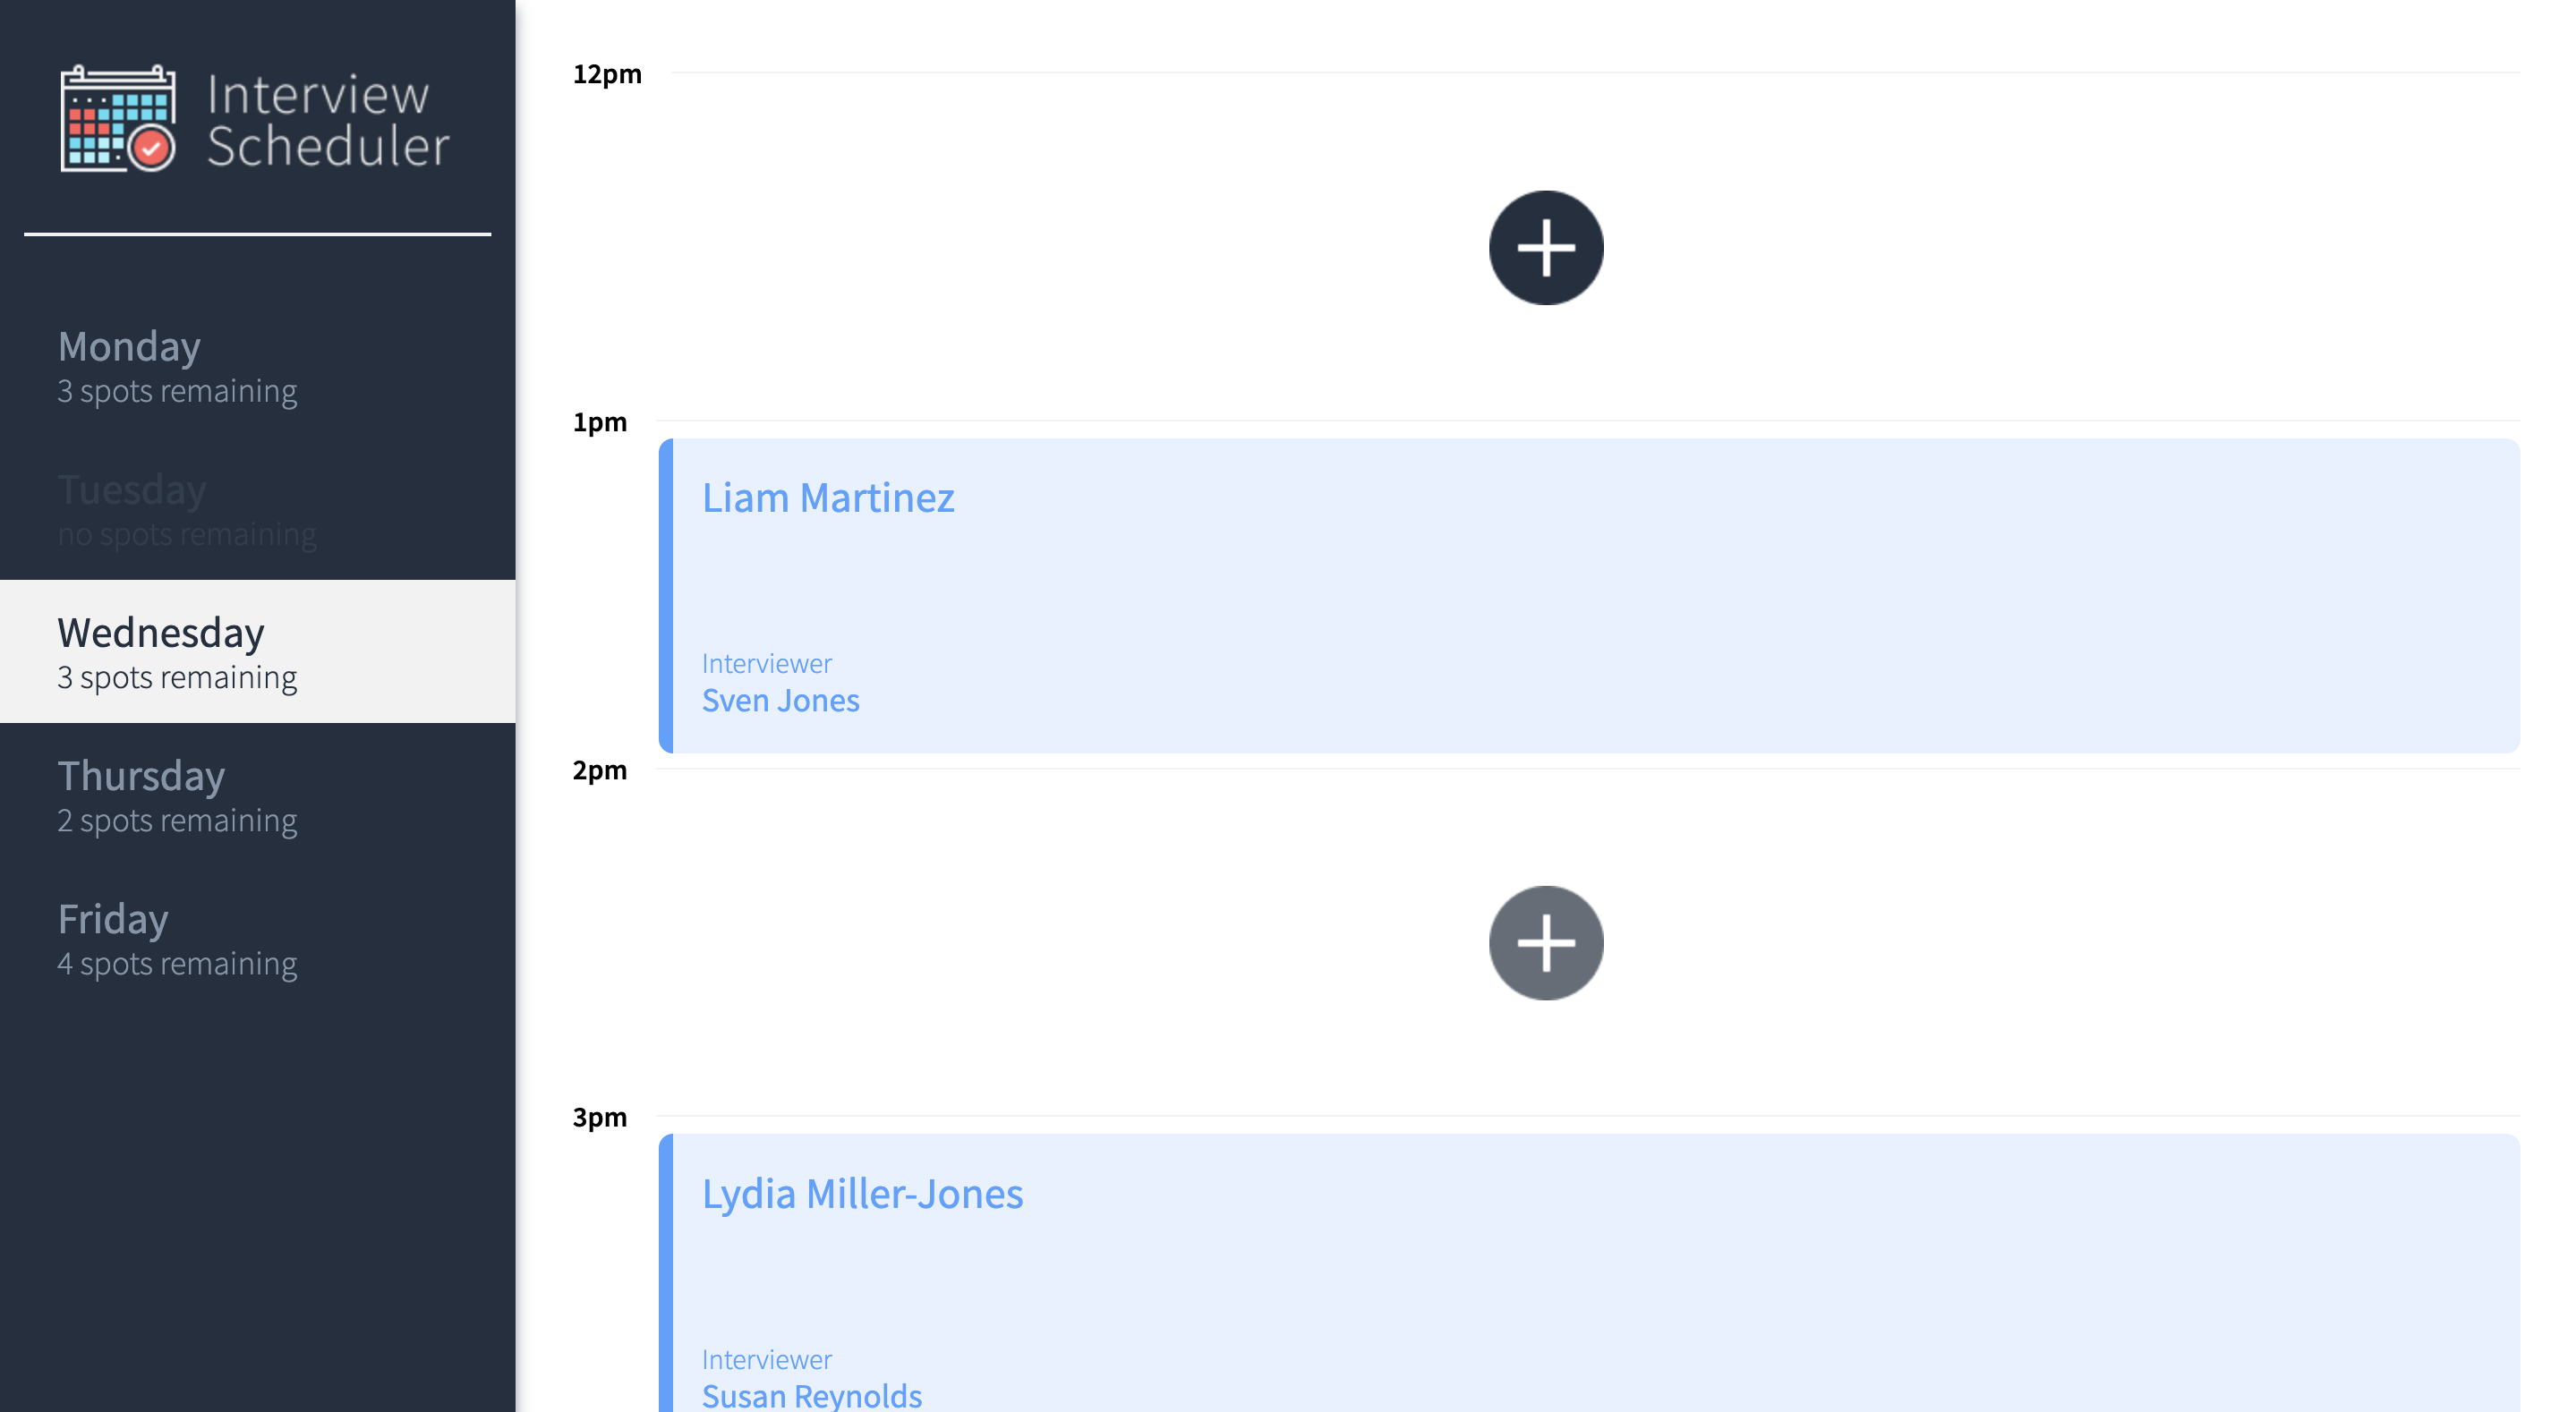 Interview
Scheduler
Monday
3 spots remaining
Tuesday
no spots remaining
Wednesday
3 spots remaining
Thursday
2 spots remaining
Friday
4 spots remaining
12pm
1pm
Liam Martinez
Interviewer
Sven Jones
2pm
3pm
Lydia Miller-Jones
Interviewer
Susan Reynolds